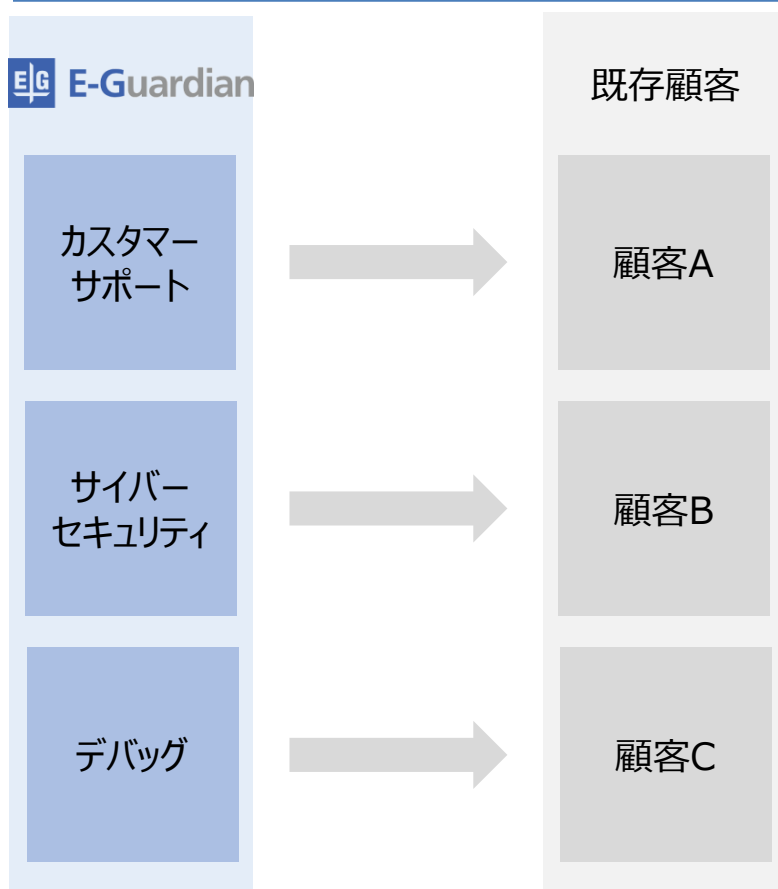 E|G E-Guardian
既存顧客
カスタマー
サポート
顧客A
サイバー
セキュリティ
顧客B
デバッグ
顧客C